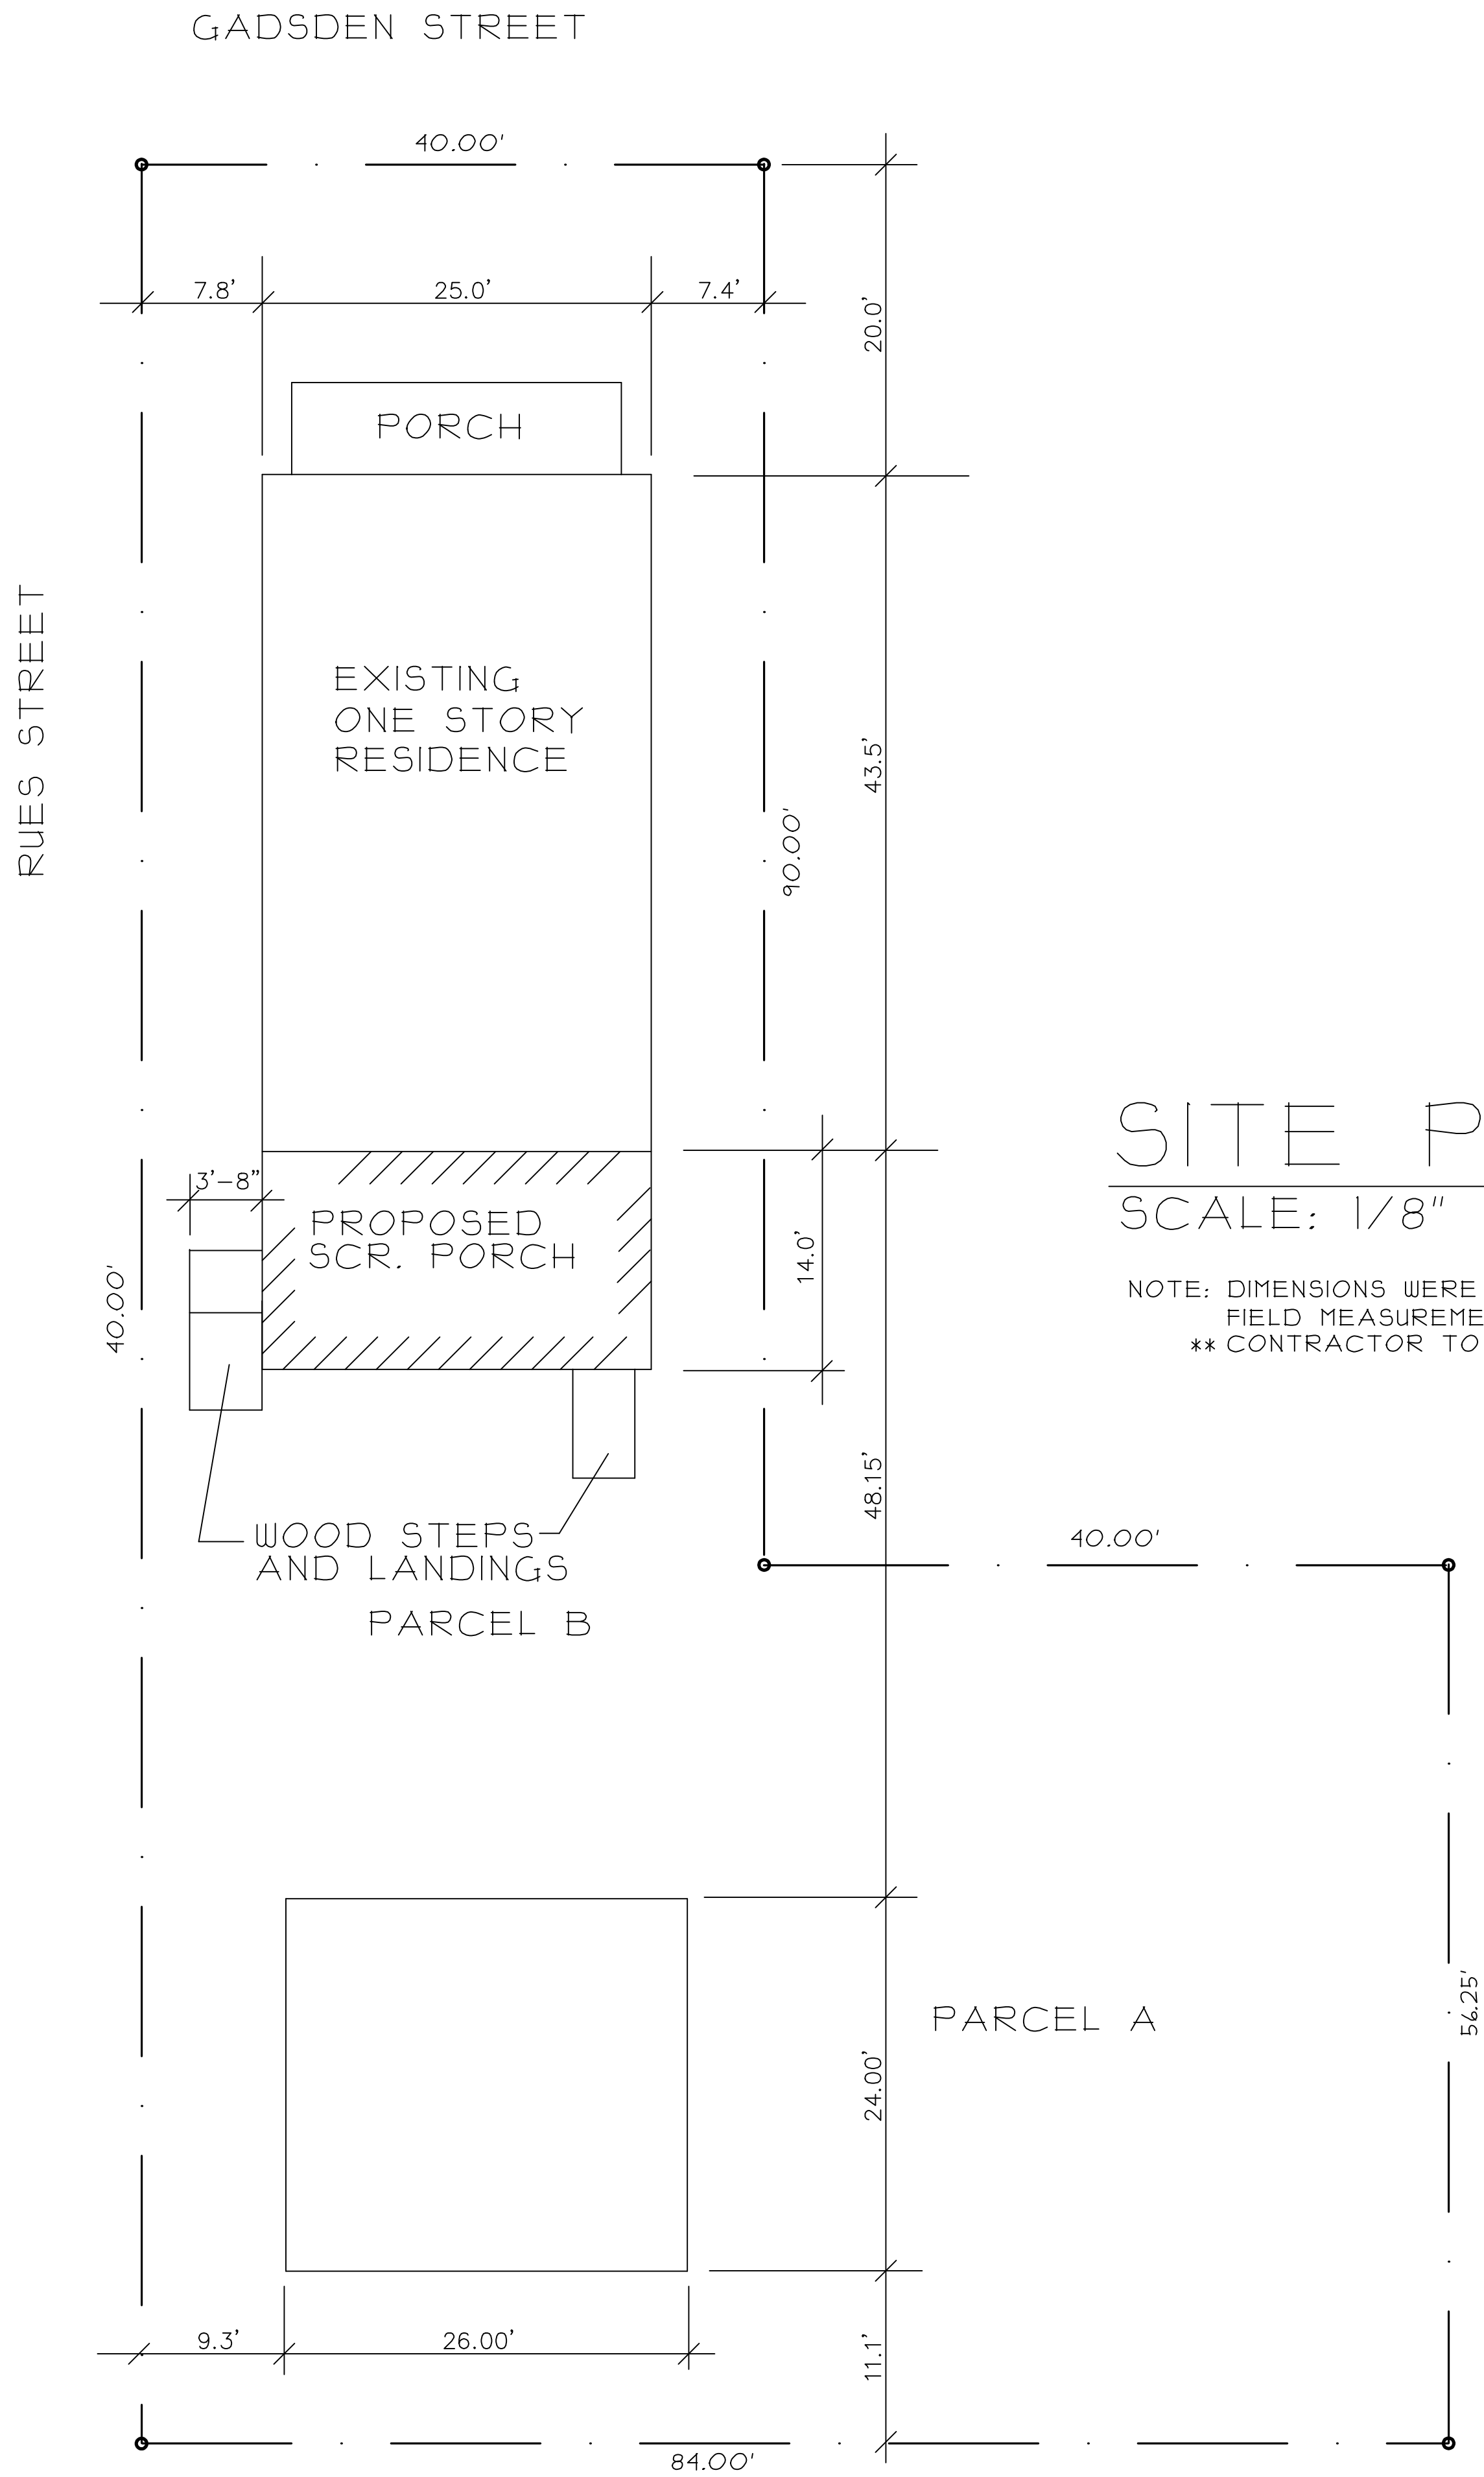 GADSDEN STREET
40.00'
7.8'
25.0'
7.4'
20.0'
PORCH
RUES STREET
EXISTING
ONE STORY
RESIDENCE
43.5'
90.00'
SITE P
SCALE: 1/8"
3'-8"
PROPOSED
SCR. PORCH
14.0'
40.00'
NOTE: DIMENSIONS WERE
FIELD MEASUREME
** CONTRACTOR TO
48.15'
WOOD STEPS
AND LANDINGS
40.00'
PARCEL B
PARCEL A
56.25'
24.00'
9.3'
26.00'
11.1'
84.00'